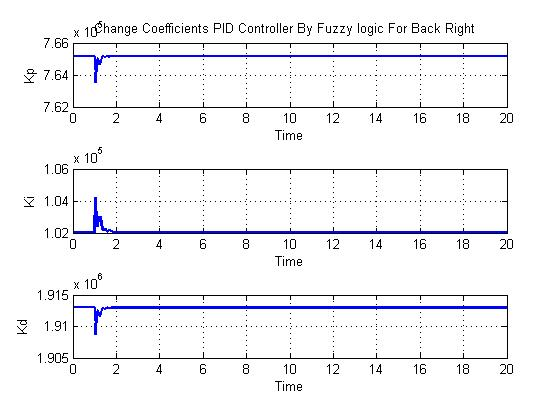 x 10^5
Change Coefficients PID Controller By Fuzzy logic For Back Right
7.66
7.64
7.62
Kp
0 2 4 6 8 10 12 14 16 18 20
Time
x 10^5
1.06
1.04
1.02
Ki
0 2 4 6 8 10 12 14 16 18 20
Time
x 10^6
1.915
1.91
1.905
Kd
0 2 4 6 8 10 12 14 16 18 20
Time